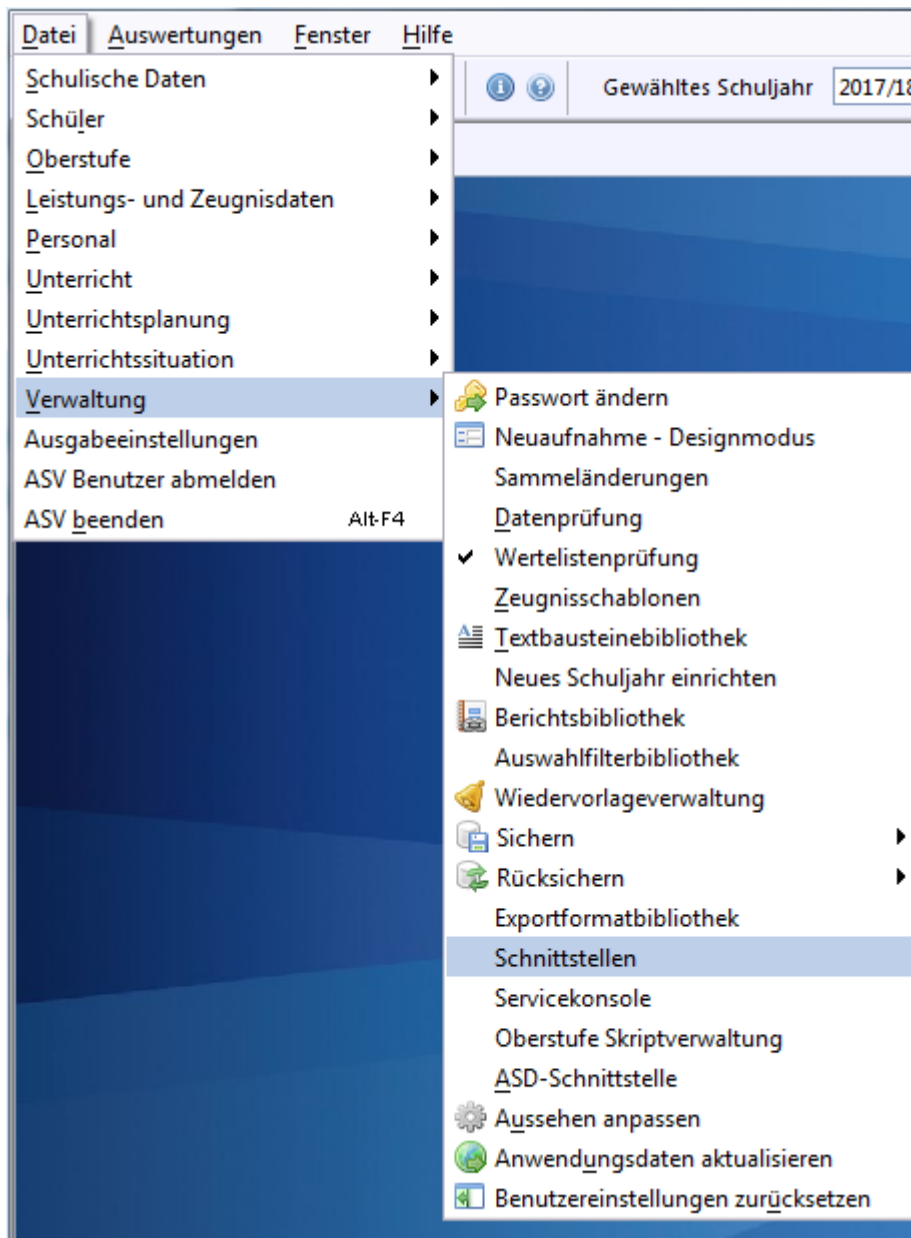 Datei Auswertungen Fenster Hilfe
Gewähltes Schuljahr 2017/18
Schulische Daten
Schüler
Oberstufe
Leistungs- und Zeugnisdaten
Personal
Unterricht
Unterrichtsplanung
Unterrichtssituation
Verwaltung
Ausgabeeinstellungen
ASV Benutzer abmelden
ASV beenden Alt-F4
Passwort ändern
Neuaufnahme - Designmodus
Sammeländerungen
Datenprüfung
Wertelistenprüfung
Zeugnisschablonen
Textbausteinebibliothek
Neues Schuljahr einrichten
Berichtsbibliothek
Auswahlfilterbibliothek
Wiedervorlageverwaltung
Sichern
Rücksichern
Exportformatbibliothek
Schnittstellen
Servicekonsole
Oberstufe Skriptverwaltung
ASD-Schnittstelle
Aussehen anpassen
Anwendungsdaten aktualisieren
Benutzereinstellungen zurücksetzen